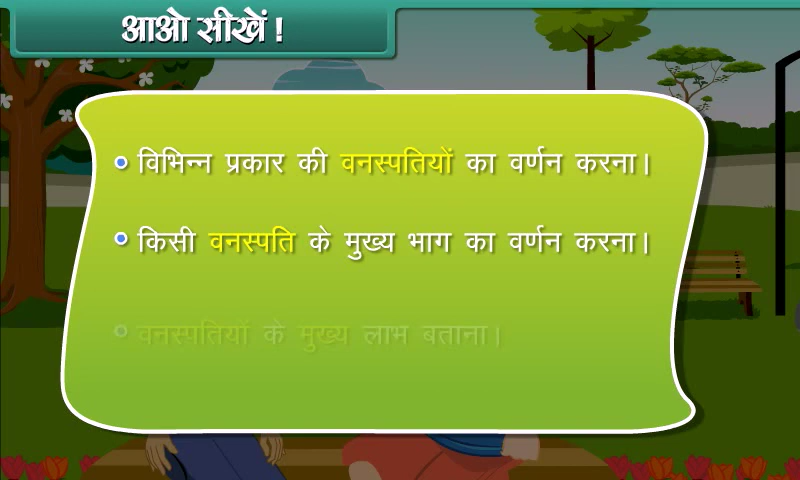 आओ सीखें!
विभिन्न प्रकार की वनस्पतियों का वर्णन करना।
किसी वनस्पति के मुख्य भाग का वर्णन करना।
वनस्पतियों के मुख्य लाभ बताना।